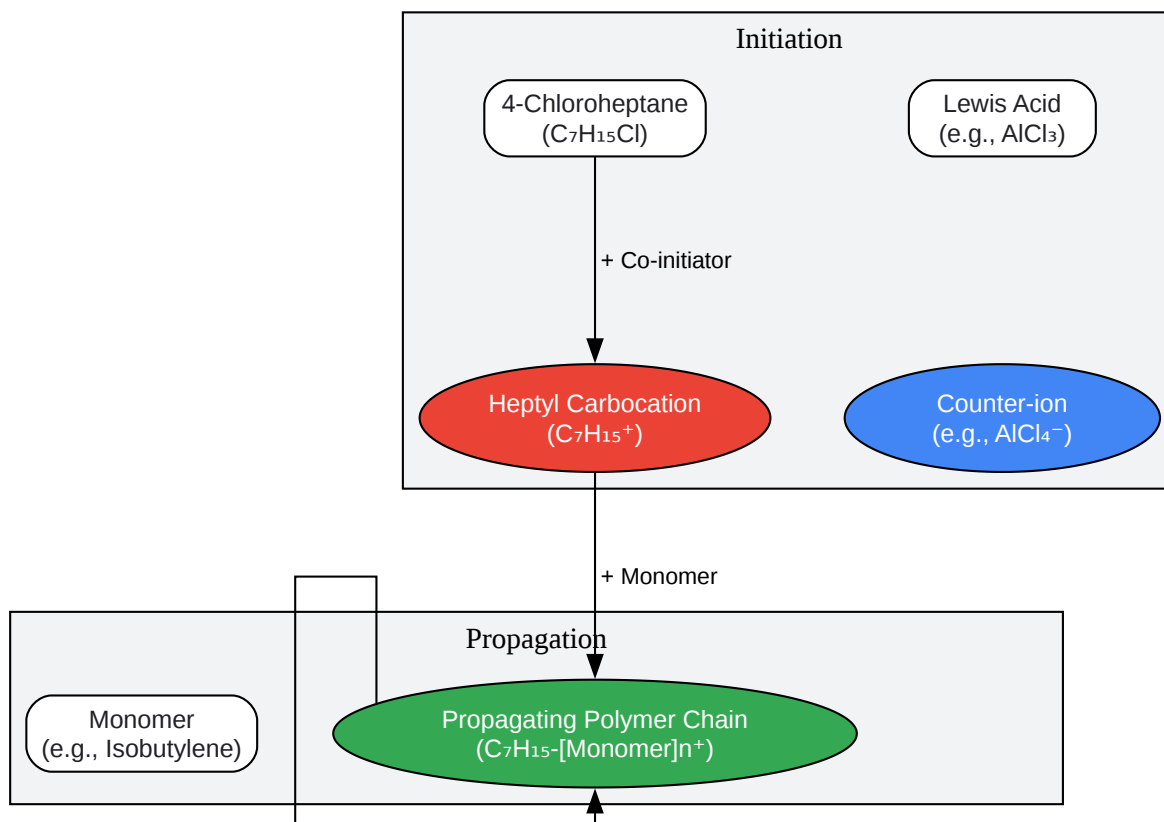 Initiation
4-Chloroheptane
(C₇H₁₅Cl)
Lewis Acid
(e.g., AlCl₃)
+ Co-initiator
Heptyl Carbocation
(C₇H₁₅⁺)
Counter-ion
(e.g., AlCl₄⁻)
+ Monomer
Propagation
Monomer
(e.g., Isobutylene)
Propagating Polymer Chain
(C₇H₁₅-[Monomer]n⁺)